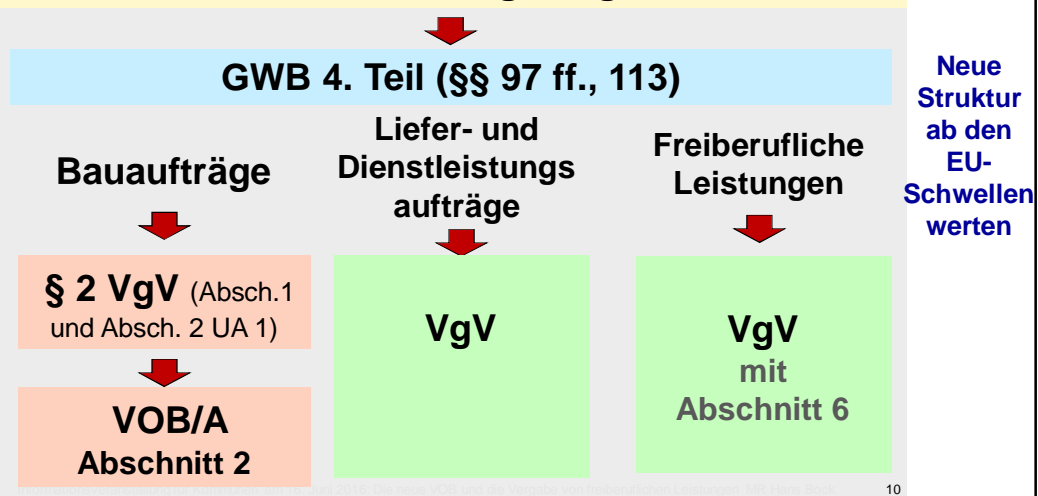 GWB 4. Teil (§§ 97 ff., 113)
Neue
Struktur
ab den
EU-
Schwellen
werten
Bauaufträge
Liefer- und
Dienstleistungs
aufträge
Freiberufliche
Leistungen
§ 2 VgV (Absch.1
und Absch. 2 UA 1)
VOB/A
Abschnitt 2
VgV
VgV
mit
Abschnitt 6
10